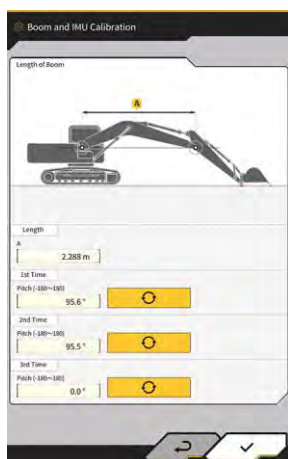 Boom and IMU Calibration
Length of Boom
A
Length
A
2.288 m
1st Time
Pitch (-180~180)
95.6 °
2nd Time
Pitch (-180~180)
95.5 °
3rd Time
Pitch (-180~180)
0.0 °